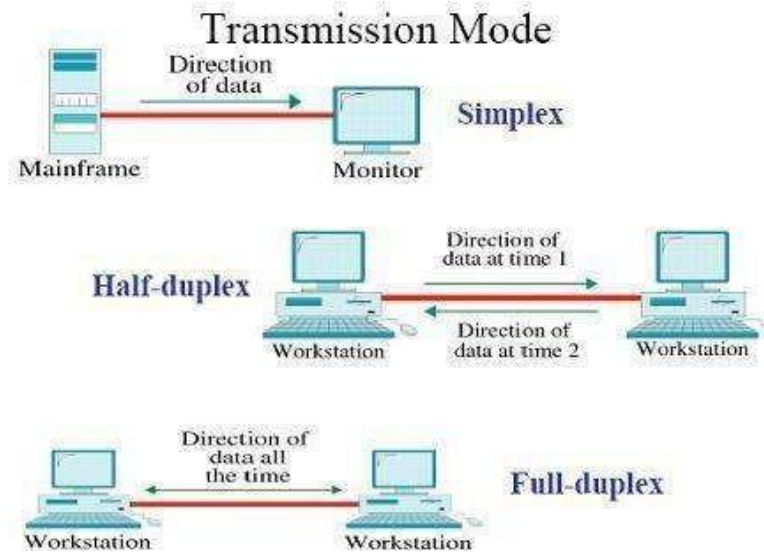 Transmission Mode
Direction
of data
Simplex
Mainframe
Monitor
Half-duplex
Direction of
data at time 1
Direction of
data at time 2
Workstation
Workstation
Direction of
data all
the time
Full-duplex
Workstation
Workstation